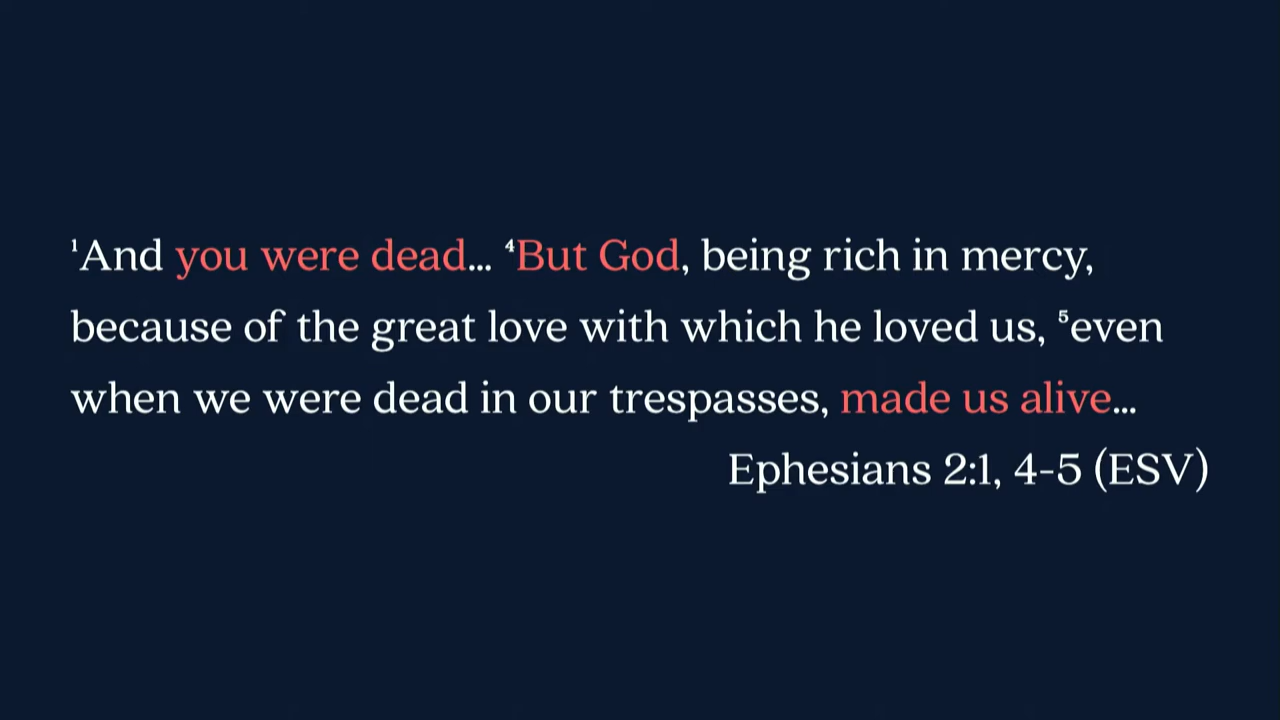 ¹And you were dead... ⁴But God, being rich in mercy,
because of the great love with which he loved us, ⁵even
when we were dead in our trespasses, made us alive...
Ephesians 2:1, 4-5 (ESV)